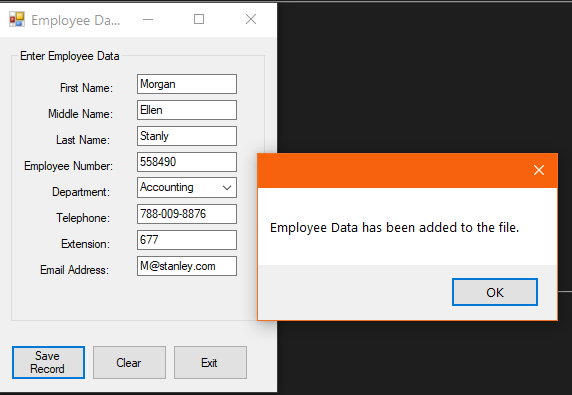 Employee Da...
Enter Employee Data
First Name: Morgan
Middle Name: Ellen
Last Name: Stanly
Employee Number: 558490
Department: Accounting
Telephone: 788-009-8876
Extension: 677
Email Address: M@stanley.com
Employee Data has been added to the file.
OK
Save
Record
Clear
Exit